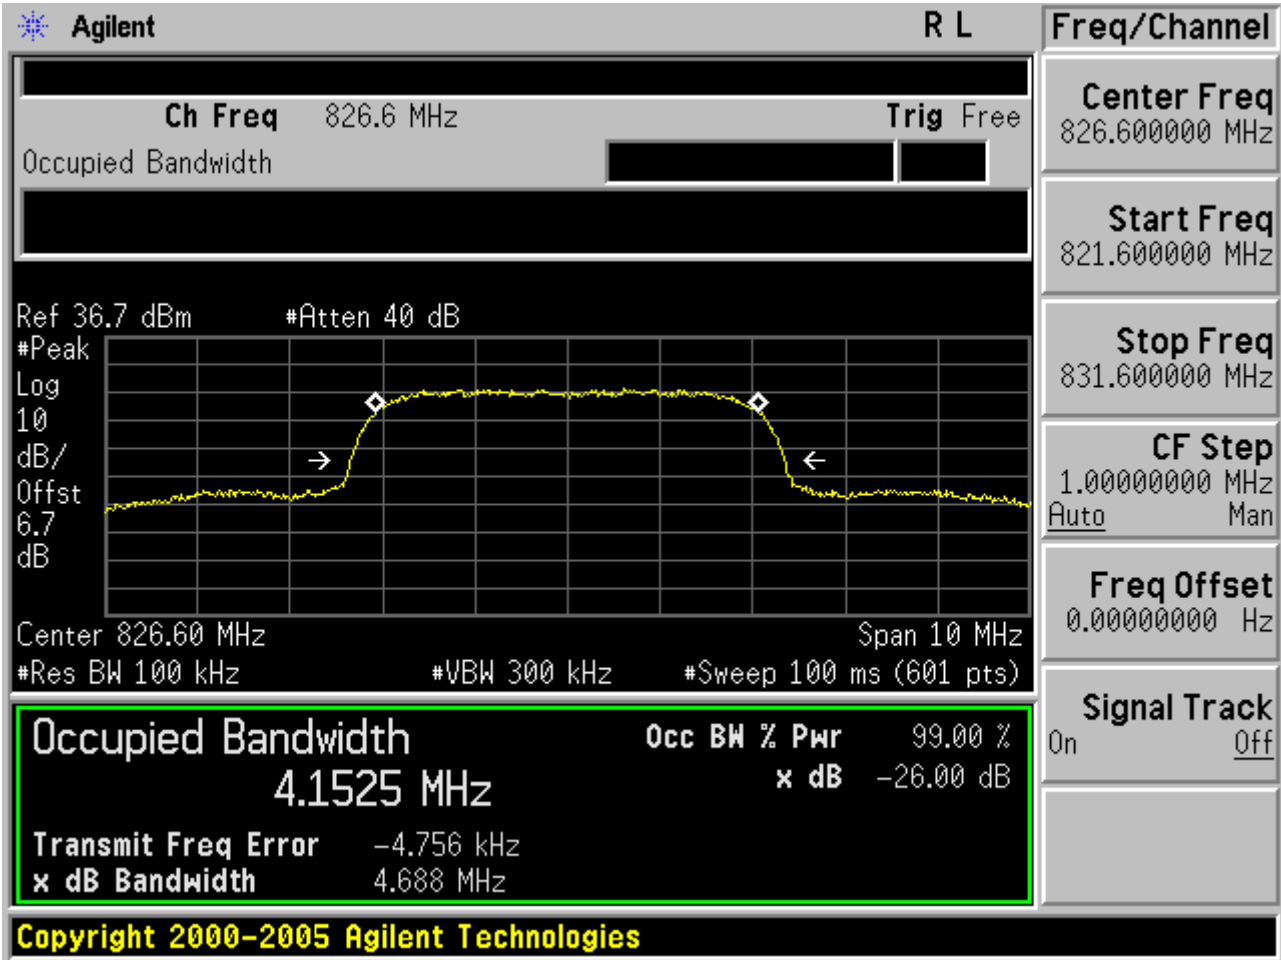 Agilent
R L
Freq/Channel
Ch Freq 826.6 MHz
Trig Free
Occupied Bandwidth
Center Freq
826.600000 MHz
Start Freq
821.600000 MHz
Stop Freq
831.600000 MHz
CF Step
1.00000000 MHz
Auto Man
Freq Offset
0.00000000 Hz
Signal Track
On Off
Ref 36.7 dBm
#Atten 40 dB
#Peak
Log
10
dB/
Offst
6.7
dB
Center 826.60 MHz
Span 10 MHz
#Res BW 100 kHz
#VBW 300 kHz
#Sweep 100 ms (601 pts)
Occupied Bandwidth
4.1525 MHz
Occ BW % Pwr 99.00 %
x dB -26.00 dB
Transmit Freq Error -4.756 kHz
x dB Bandwidth 4.688 MHz
Copyright 2000-2005 Agilent Technologies